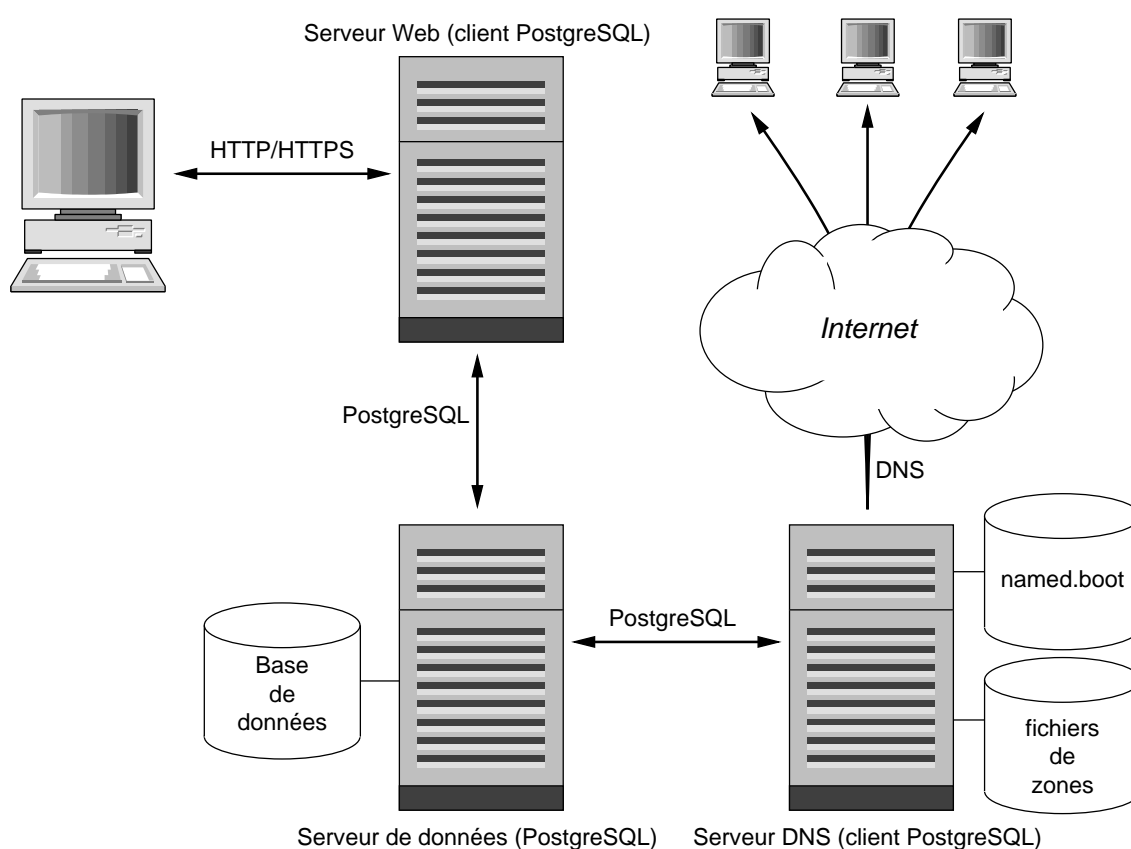 Serveur Web (client PostgreSQL)
HTTP/HTTPS
Internet
PostgreSQL
DNS
named.boot
PostgreSQL
Base
de
données
fichiers
de
zones
Serveur de données (PostgreSQL)
Serveur DNS (client PostgreSQL)